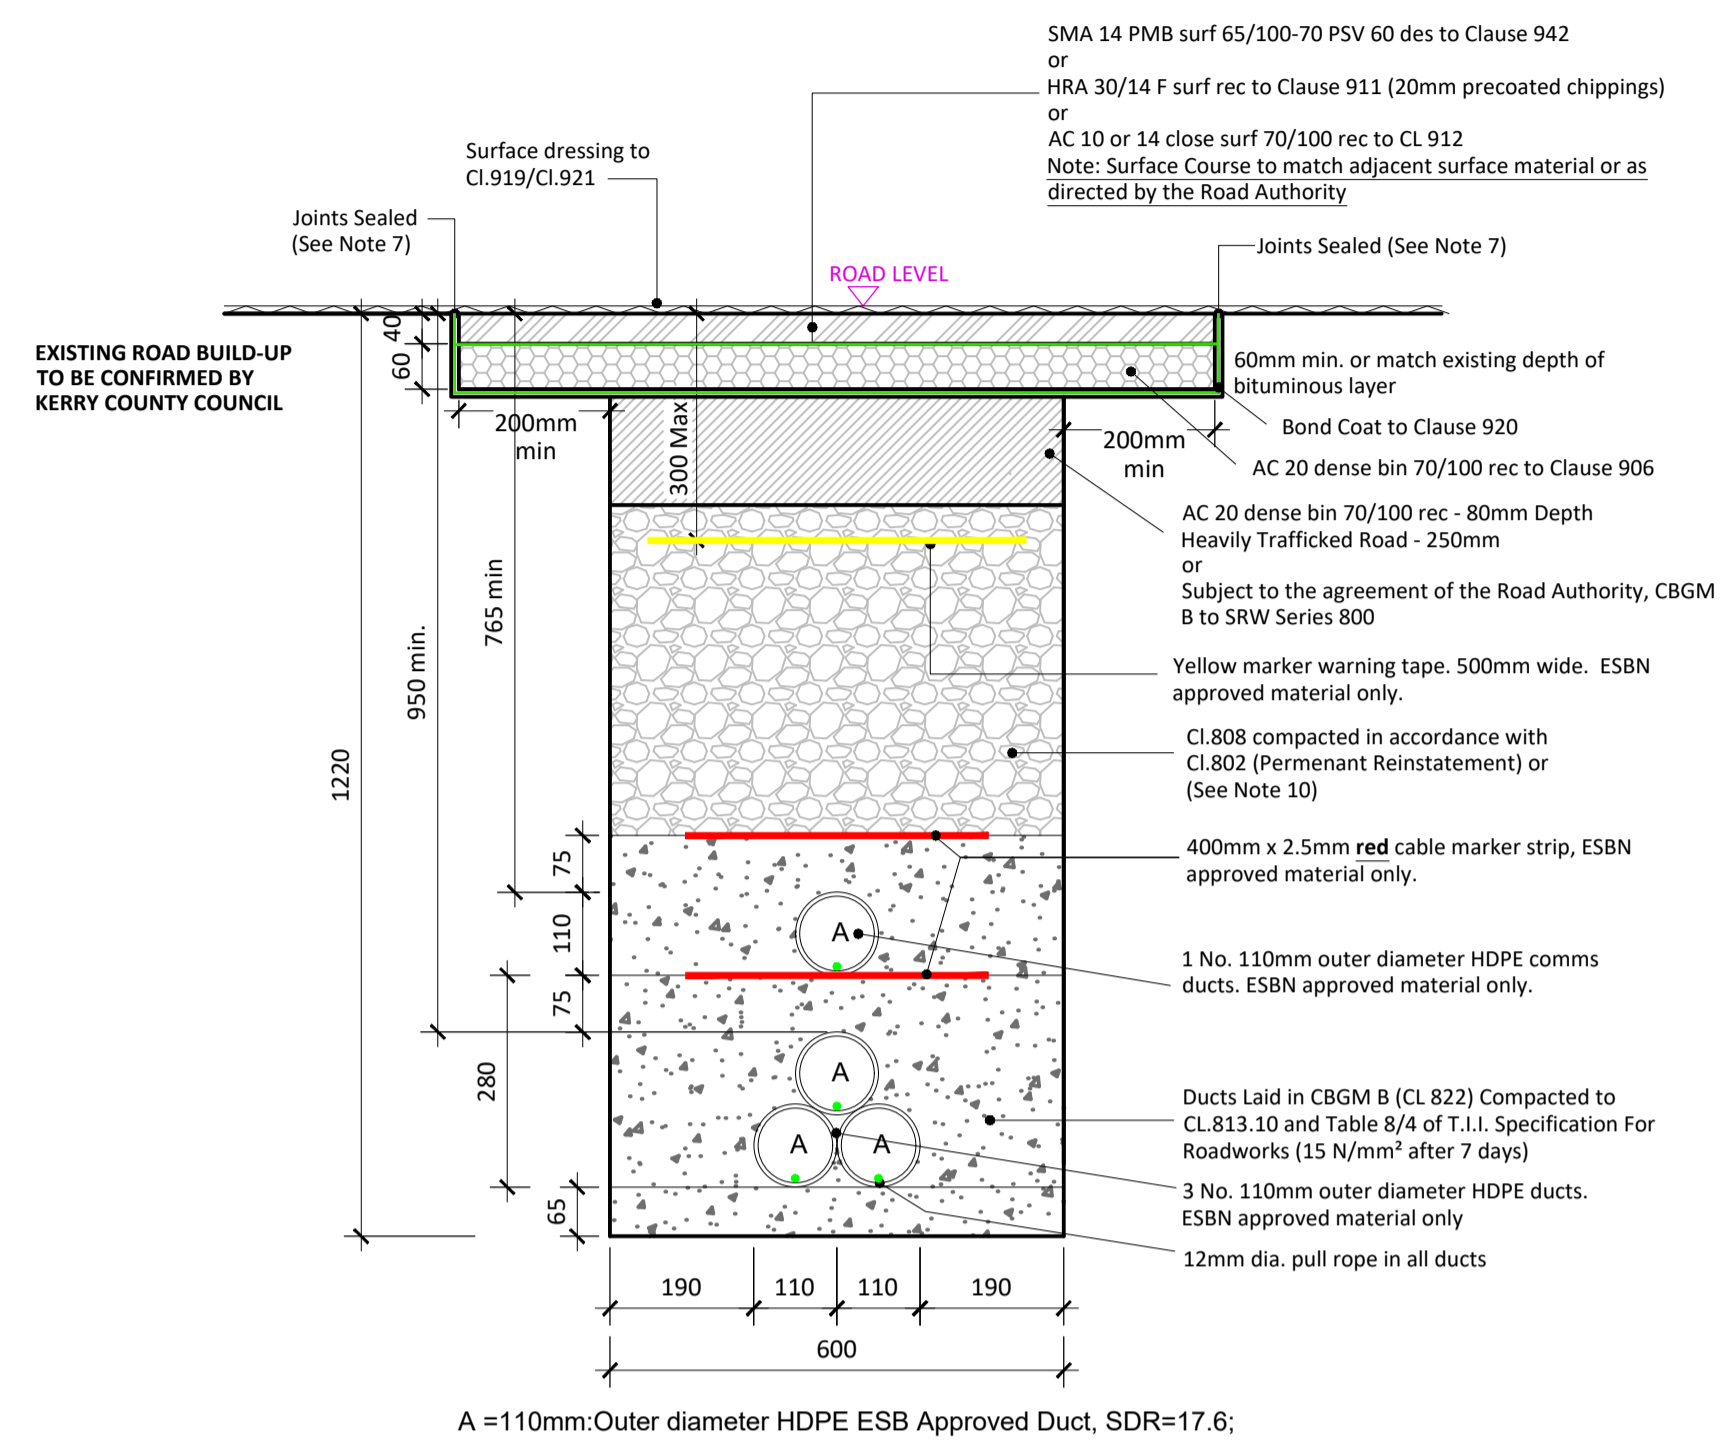 SMA 14 PMB surf 65/100-70 PSV 60 des to Clause 942
or
HRA 30/14 F surf rec to Clause 911 (20mm precoated chippings)
or
AC 10 or 14 close surf 70/100 rec to CL 912
Note: Surface Course to match adjacent surface material or as
directed by the Road Authority
Surface dressing to
Cl.919/Cl.921
Joints Sealed
(See Note 7)
Joints Sealed (See Note 7)
ROAD LEVEL
EXISTING ROAD BUILD-UP
TO BE CONFIRMED BY
KERRY COUNTY COUNCIL
40
60
60mm min. or match existing depth of
bituminous layer
200mm
min
300 Max
200mm
min
Bond Coat to Clause 920
AC 20 dense bin 70/100 rec to Clause 906
AC 20 dense bin 70/100 rec - 80mm Depth
Heavily Trafficked Road - 250mm
or
Subject to the agreement of the Road Authority, CBGM
B to SRW Series 800
765 min
950 min.
1220
Yellow marker warning tape. 500mm wide. ESBN
approved material only.
Cl.808 compacted in accordance with
Cl.802 (Permenant Reinstatement) or
(See Note 10)
75
400mm x 2.5mm red cable marker strip, ESBN
approved material only.
110
A
1 No. 110mm outer diameter HDPE comms
ducts. ESBN approved material only.
75
280
A
A
A
Ducts Laid in CBGM B (CL 822) Compacted to
CL.813.10 and Table 8/4 of T.I.I. Specification For
Roadworks (15 N/mm² after 7 days)
65
3 No. 110mm outer diameter HDPE ducts.
ESBN approved material only
12mm dia. pull rope in all ducts
190
110
110
190
600
A =110mm:Outer diameter HDPE ESB Approved Duct, SDR=17.6;